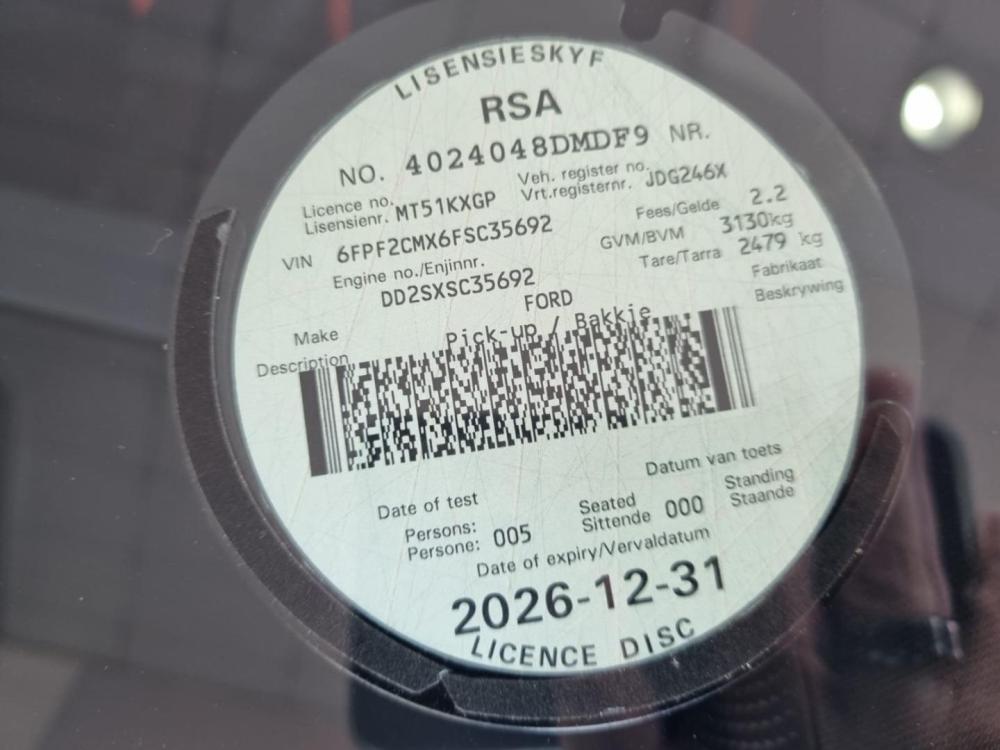 LISENSIESKYF
RSA
NO. 4024048DMDF9 NR.
Licence no. Veh. register no.
Lisensienr. MT51KXGP Vrt.registernr. JDG246X
VIN 6FPF2CMX6FSC35692 Fees/Gelde 2.2
Engine no./Enjinnr. GVM/BVM 3130kg
DD2SXSC35692 Tare/Tarra 2479 kg
Make FORD Fabrikaat
Description Pick-up / Bakkie Beskrywing
Date of test Datum van toets
Persons: Seated Standing
Persone: 005 Sittende 000 Staande
Date of expiry/Vervaldatum
2026-12-31
LICENCE DISC